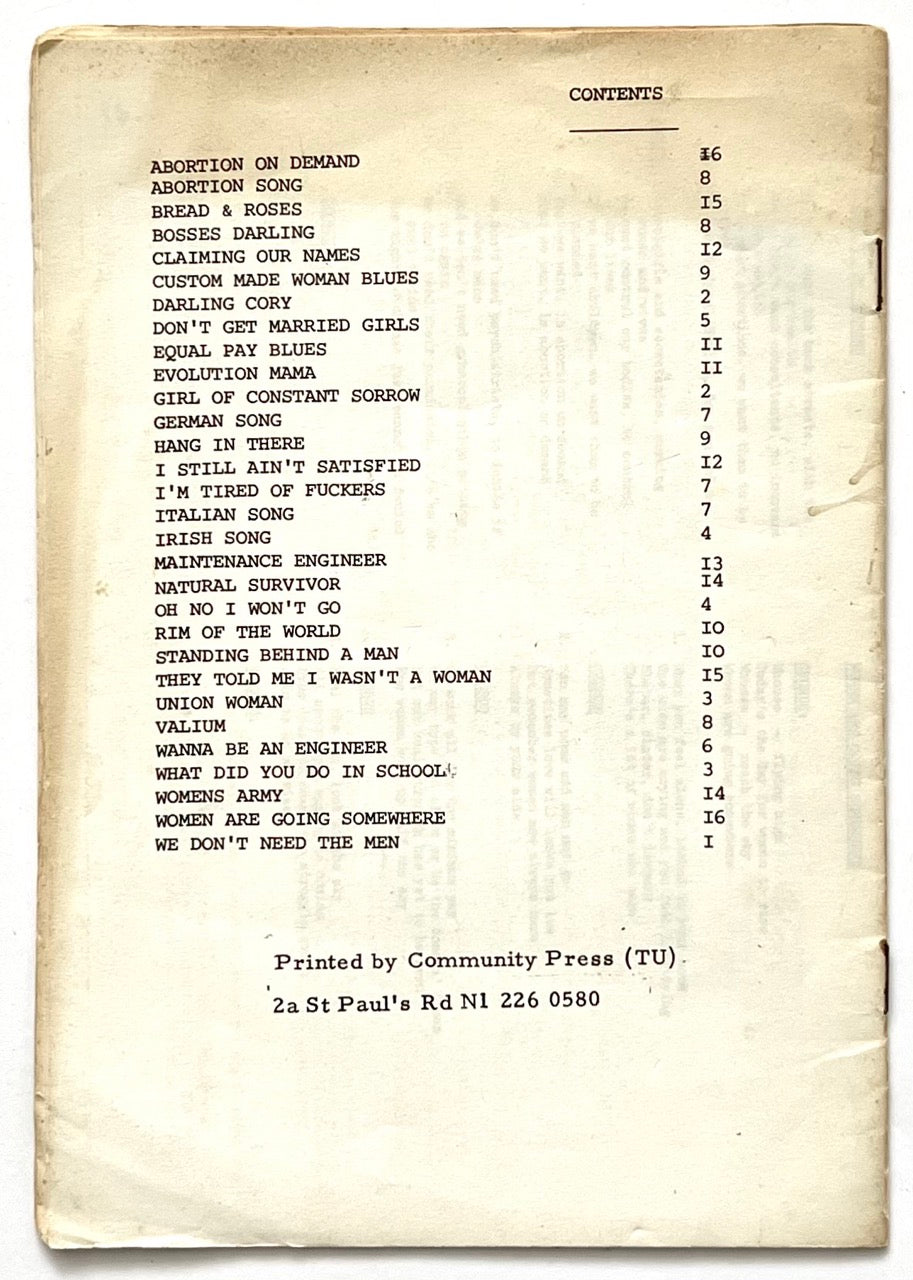 CONTENTS
ABORTION ON DEMAND I6
ABORTION SONG 8
BREAD & ROSES I5
BOSSES DARLING 8
CLAIMING OUR NAMES I2
CUSTOM MADE WOMAN BLUES 9
DARLING CORY 2
DON'T GET MARRIED GIRLS 5
EQUAL PAY BLUES II
EVOLUTION MAMA II
GIRL OF CONSTANT SORROW 2
GERMAN SONG 7
HANG IN THERE 9
I STILL AIN'T SATISFIED I2
I'M TIRED OF FUCKERS 7
ITALIAN SONG 7
IRISH SONG 4
MAINTENANCE ENGINEER I3
NATURAL SURVIVOR I4
OH NO I WON'T GO 4
RIM OF THE WORLD IO
STANDING BEHIND A MAN IO
THEY TOLD ME I WASN'T A WOMAN I5
UNION WOMAN 3
VALIUM 8
WANNA BE AN ENGINEER 6
WHAT DID YOU DO IN SCHOOL 3
WOMENS ARMY I4
WOMEN ARE GOING SOMEWHERE I6
WE DON'T NEED THE MEN I
Printed by Community Press (TU)
2a St Paul's Rd N1 226 0580